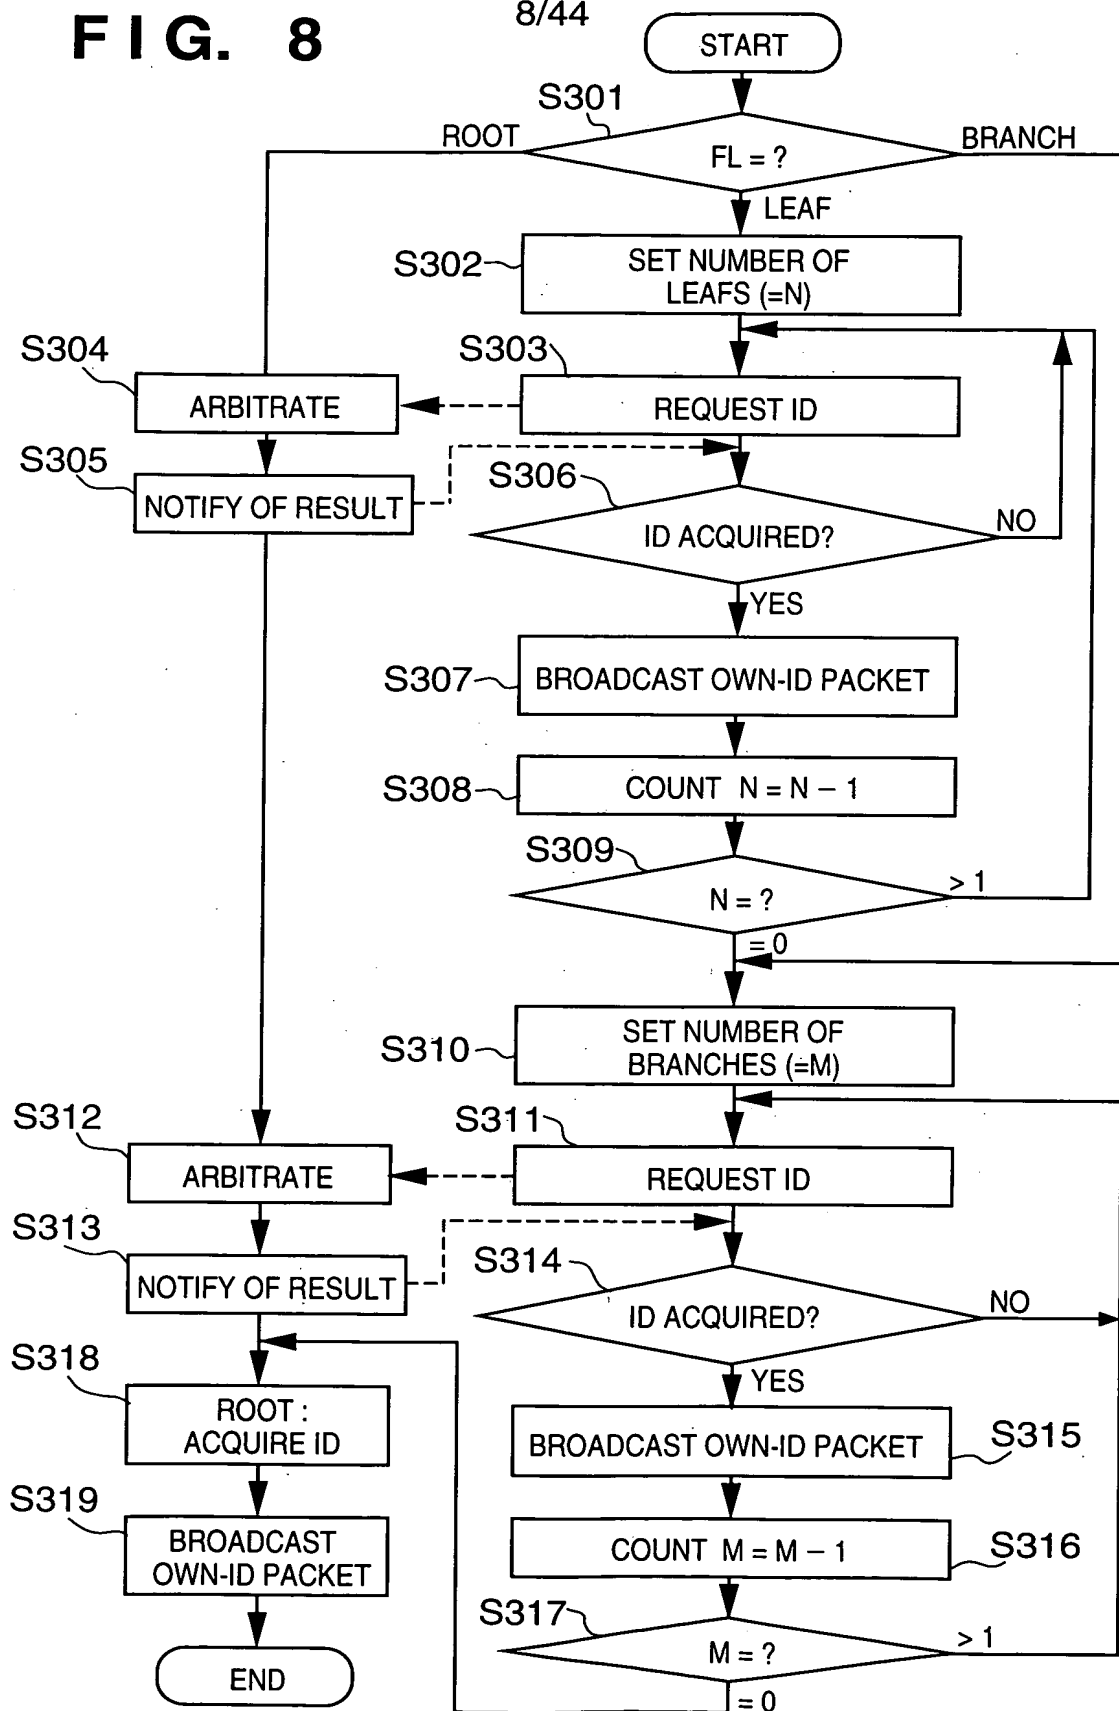 8/44
FIG. 8
START
S301
ROOT
BRANCH
FL = ?
LEAF
S302
SET NUMBER OF
LEAFS (=N)
S304
S303
ARBITRATE
REQUEST ID
S305
NOTIFY OF RESULT
S306
ID ACQUIRED?
NO
YES
S307
BROADCAST OWN-ID PACKET
S308
COUNT N = N − 1
S309
N = ?
> 1
= 0
S310
SET NUMBER OF
BRANCHES (=M)
S312
S311
ARBITRATE
REQUEST ID
S313
NOTIFY OF RESULT
S314
ID ACQUIRED?
NO
YES
S318
ROOT :
ACQUIRE ID
BROADCAST OWN-ID PACKET
S315
S319
BROADCAST
OWN-ID PACKET
COUNT M = M − 1
S316
S317
M = ?
> 1
= 0
END